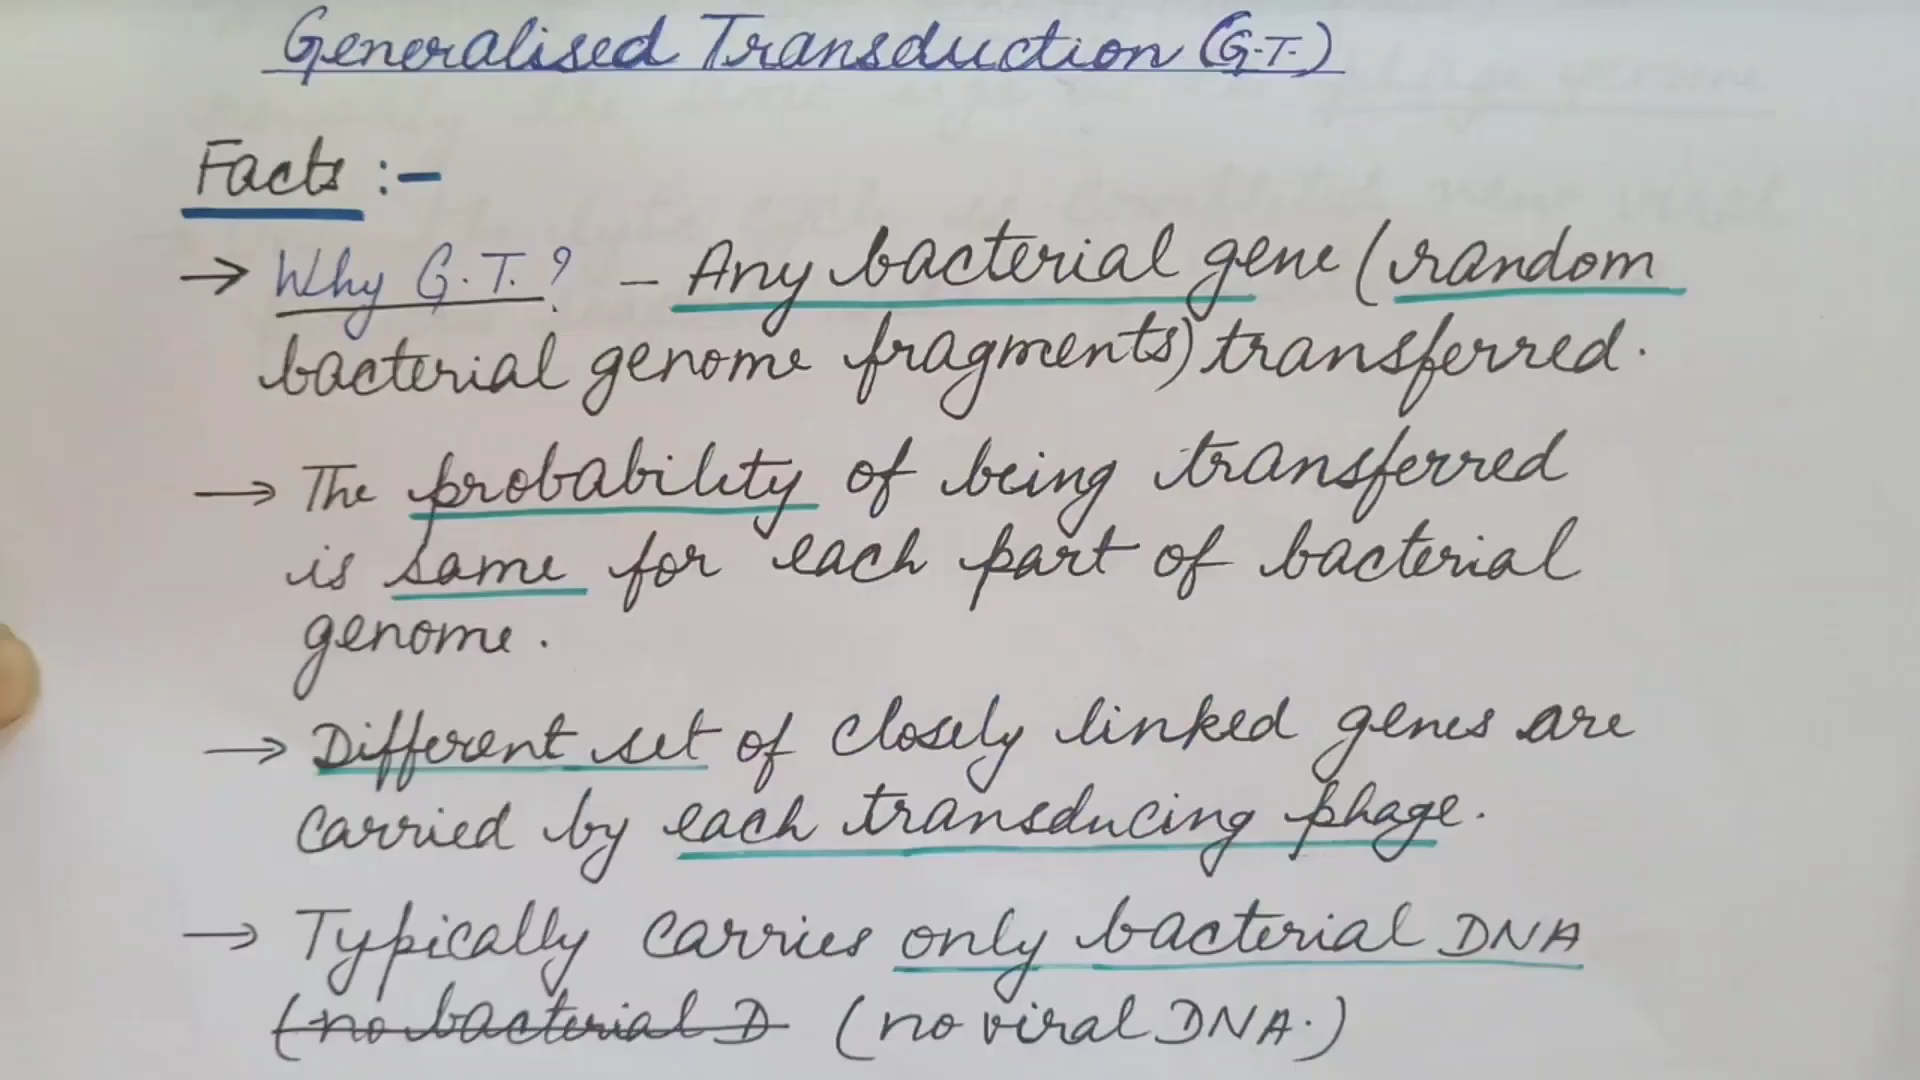 Generalised Transduction (G.T.)
Facts :-
→ Why G.T.? - Any bacterial gene (random
bacterial genome fragments) transferred.
→ The probability of being transferred
is same for each part of bacterial
genome.
→ Different set of closely linked genes are
carried by each transducing phage.
→ Typically carries only bacterial DNA
(no bacterial D (no viral DNA.)